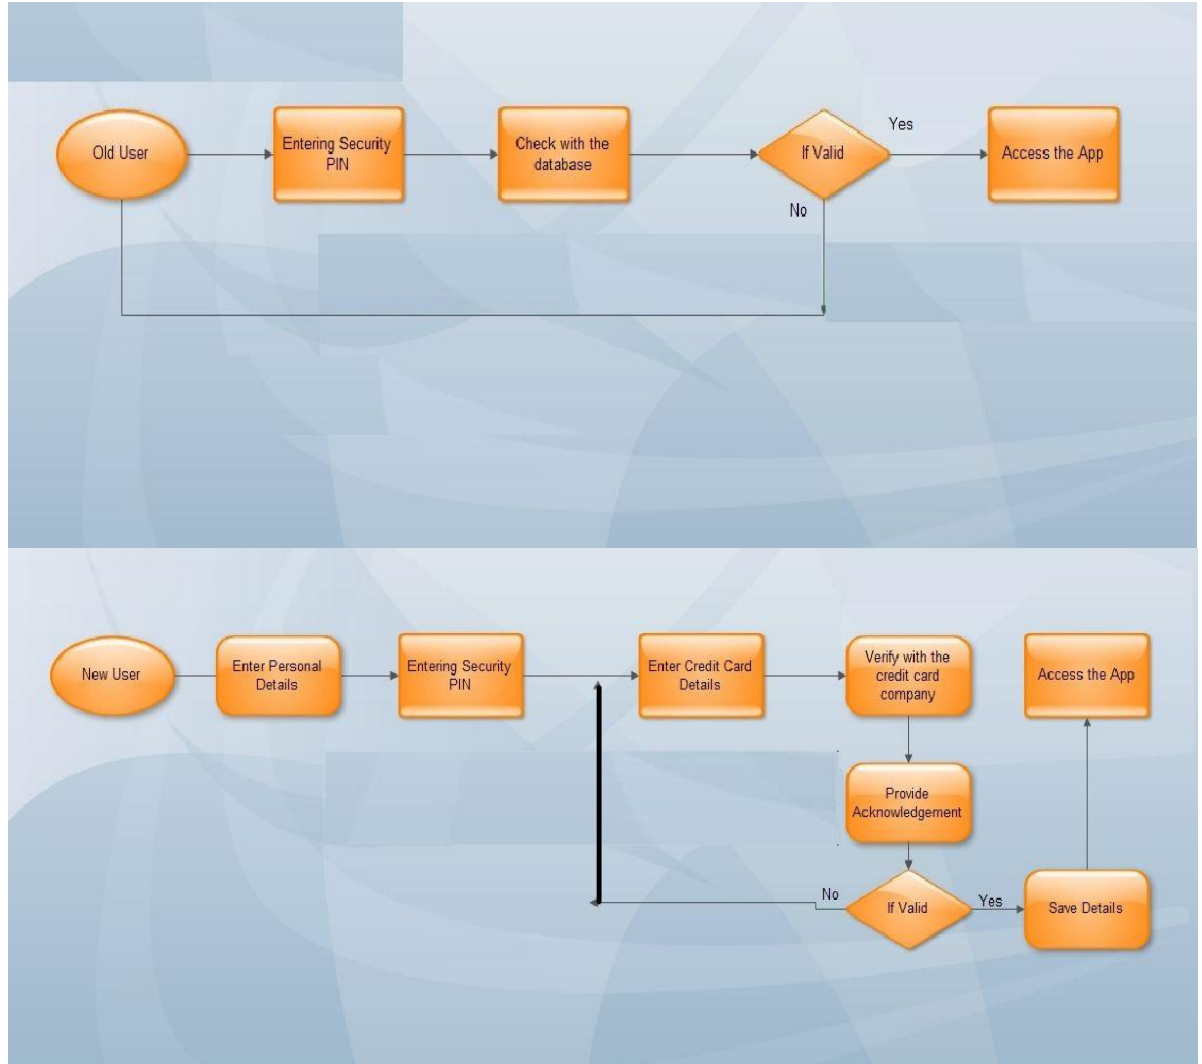 Old User
Entering Security
PIN
Check with the
database
If Valid
Yes
No
Access the App
New User
Enter Personal
Details
Entering Security
PIN
Enter Credit Card
Details
Verify with the
credit card
company
Access the App
Provide
Acknowledgement
No
If Valid
Yes
Save Details